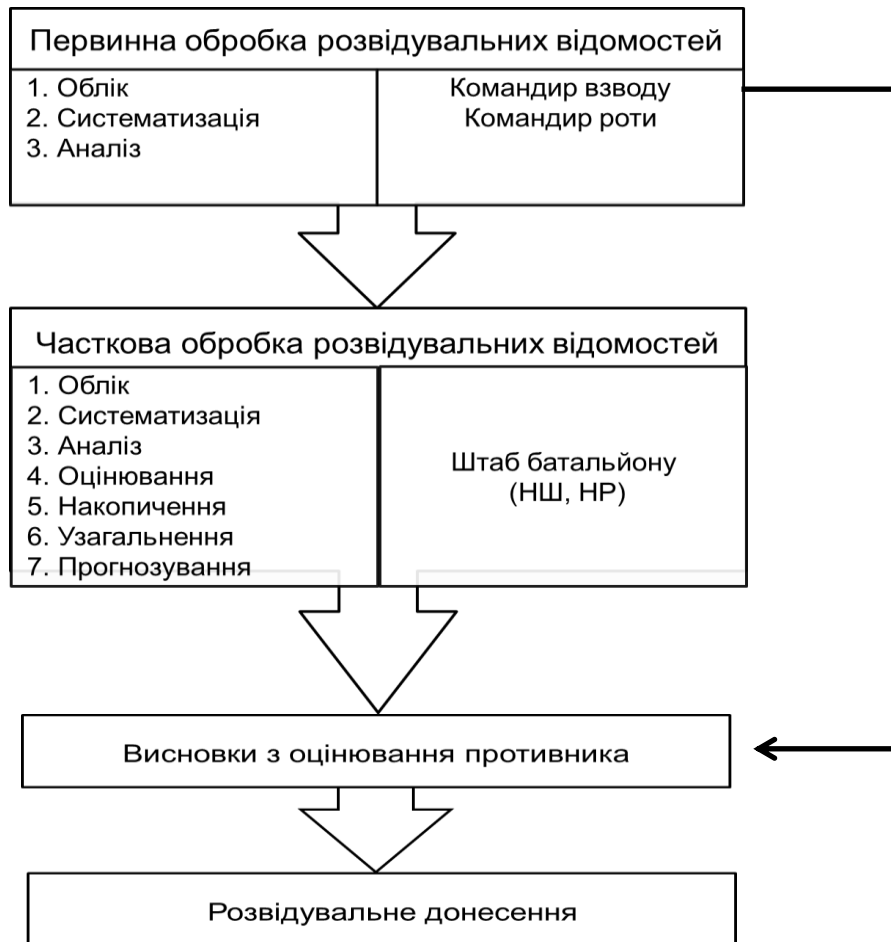 Первинна обробка розвідувальних відомостей
1. Облік
2. Систематизація
3. Аналіз
Командир взводу
Командир роти
Часткова обробка розвідувальних відомостей
1. Облік
2. Систематизація
3. Аналіз
4. Оцінювання
5. Накопичення
6. Узагальнення
7. Прогнозування
Штаб батальйону
(НШ, НР)
Висновки з оцінювання противника
Розвідувальне донесення